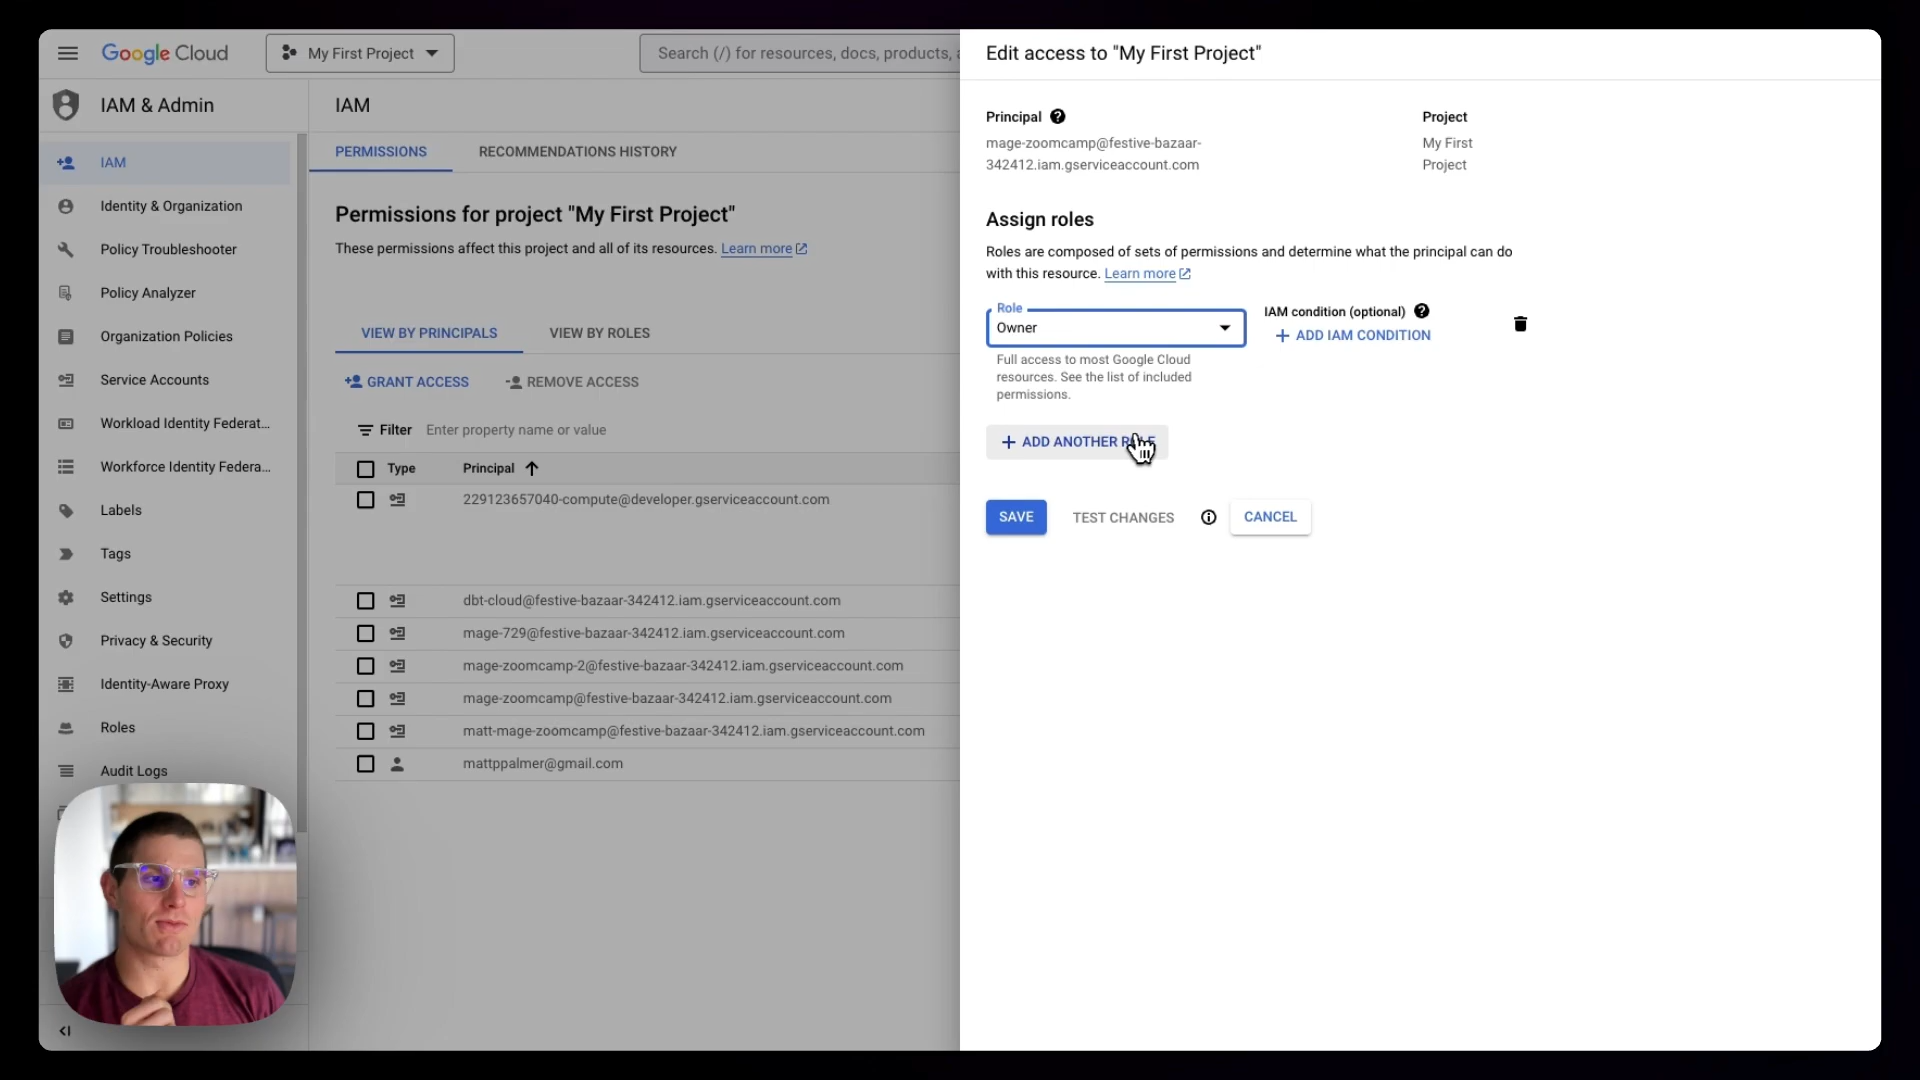 Google Cloud
My First Project
Search (/) for resources, docs, products, a
IAM & Admin
IAM
Identity & Organization
Policy Troubleshooter
Policy Analyzer
Organization Policies
Service Accounts
Workload Identity Federat...
Workforce Identity Federa...
Labels
Tags
Settings
Privacy & Security
Identity-Aware Proxy
Roles
Audit Logs
IAM
PERMISSIONS
RECOMMENDATIONS HISTORY
Permissions for project "My First Project"
These permissions affect this project and all of its resources. Learn more
VIEW BY PRINCIPALS
VIEW BY ROLES
GRANT ACCESS
REMOVE ACCESS
Filter Enter property name or value
Type Principal
229123657040-compute@developer.gserviceaccount.com
dbt-cloud@festive-bazaar-342412.iam.gserviceaccount.com
mage-729@festive-bazaar-342412.iam.gserviceaccount.com
mage-zoomcamp-2@festive-bazaar-342412.iam.gserviceaccount.com
mage-zoomcamp@festive-bazaar-342412.iam.gserviceaccount.com
matt-mage-zoomcamp@festive-bazaar-342412.iam.gserviceaccount.com
mattppalmer@gmail.com
Edit access to "My First Project"
Principal
mage-zoomcamp@festive-bazaar-
342412.iam.gserviceaccount.com
Project
My First
Project
Assign roles
Roles are composed of sets of permissions and determine what the principal can do
with this resource. Learn more
Role
Owner
Full access to most Google Cloud
resources. See the list of included
permissions.
IAM condition (optional)
ADD IAM CONDITION
ADD ANOTHER
SAVE
TEST CHANGES
CANCEL